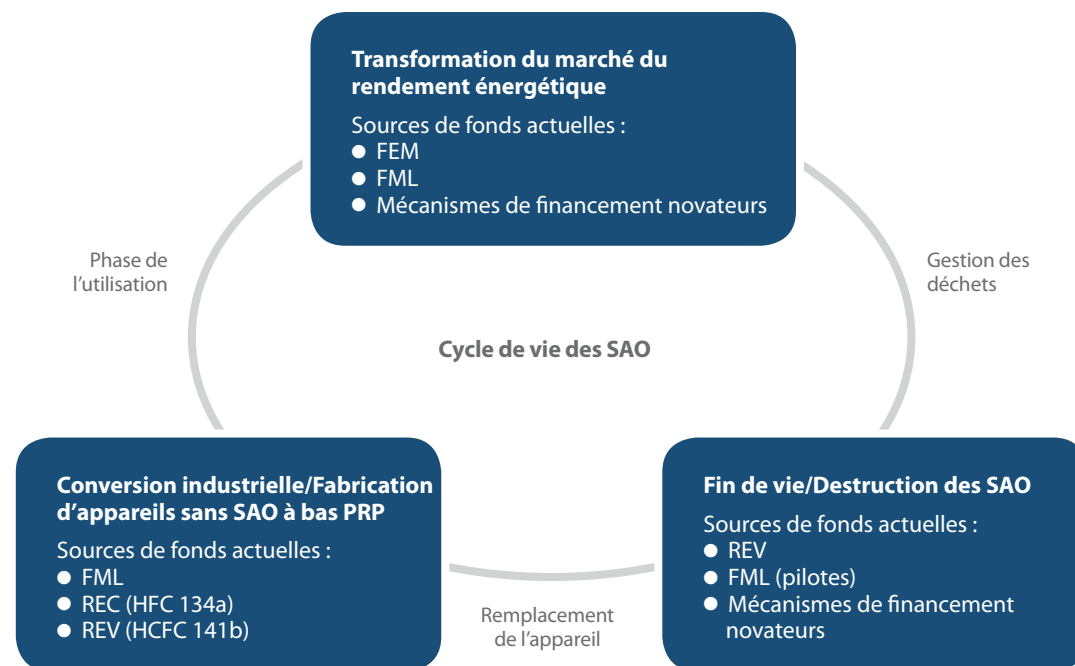 Transformation du marché du
rendement énergétique
Sources de fonds actuelles :
● FEM
● FML
● Mécanismes de financement novateurs
Phase de
l’utilisation
Gestion des
déchets
Cycle de vie des SAO
Conversion industrielle/Fabrication
d’appareils sans SAO à bas PRP
Sources de fonds actuelles :
● FML
● REC (HFC 134a)
● REV (HCFC 141b)
Fin de vie/Destruction des SAO
Sources de fonds actuelles :
● REV
● FML (pilotes)
● Mécanismes de financement
novateurs
Remplacement
de l’appareil